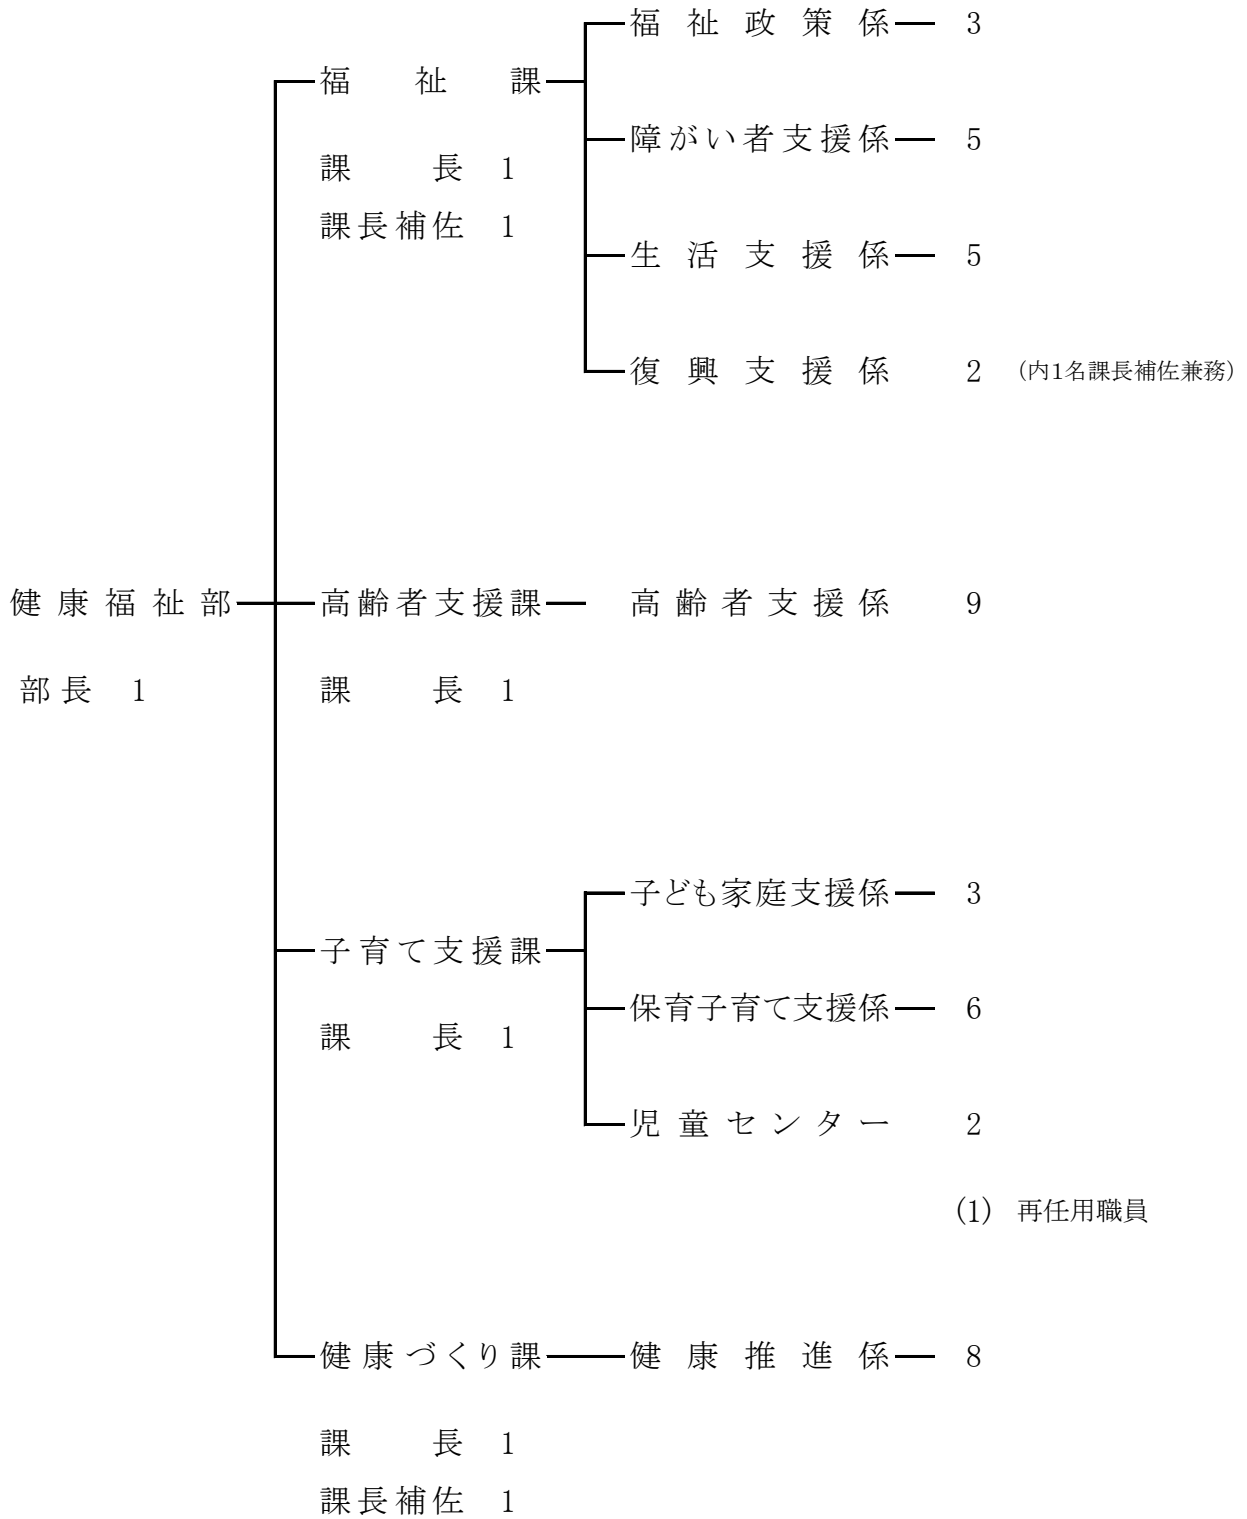 福祉政策係 3
福祉課
障がい者支援係 5
課長 1
課長補佐 1
生活支援係 5
復興支援係 2 (内1名課長補佐兼務)
健康福祉部 高齢者支援課 高齢者支援係 9
部長 1 課長 1
子ども家庭支援係 3
子育て支援課
保育子育て支援係 6
課長 1
児童センター 2
(1) 再任用職員
健康づくり課 健康推進係 8
課長 1
課長補佐 1